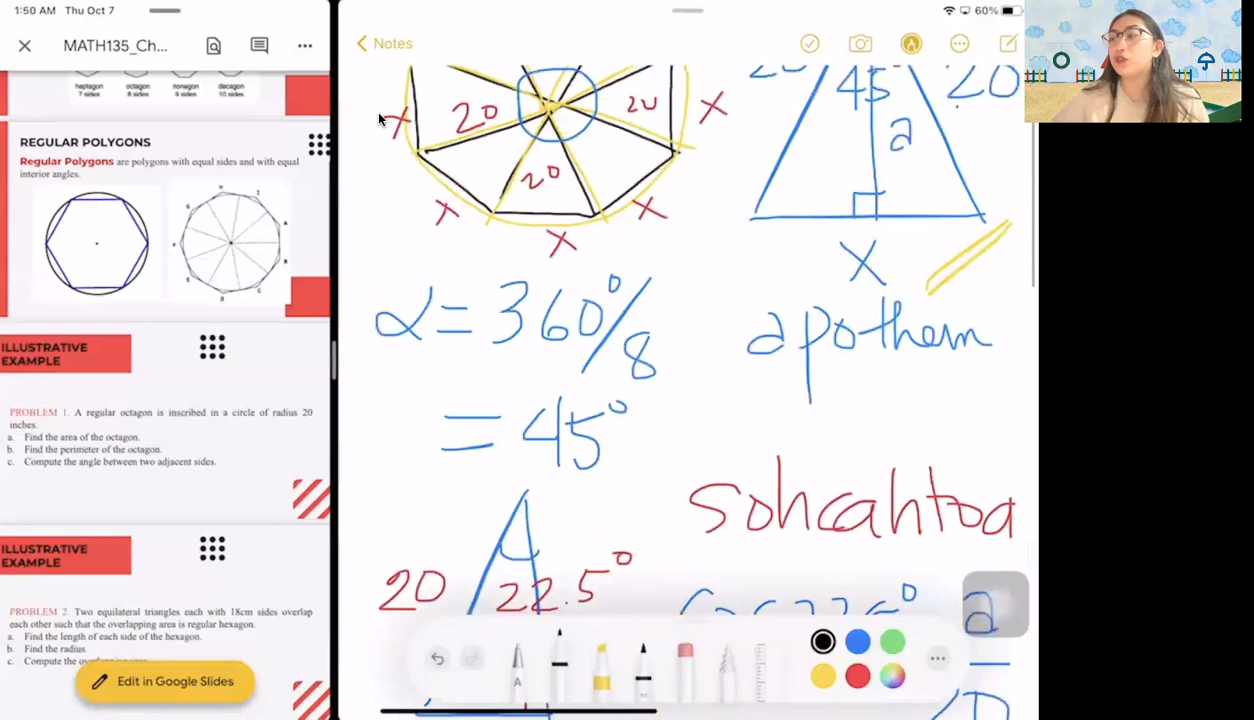 1:50 AM Thu Oct 7
60%
MATH135_Ch...
heptagon octagon nonagon decagon
7 sides 8 sides 9 sides 10 sides
REGULAR POLYGONS
Regular Polygons are polygons with equal sides and with equal
interior angles.
ILLUSTRATIVE
EXAMPLE
PROBLEM 1. A regular octagon is inscribed in a circle of radius 20
inches.
a. Find the area of the octagon.
b. Find the perimeter of the octagon.
c. Compute the angle between two adjacent sides.
ILLUSTRATIVE
EXAMPLE
PROBLEM 2. Two equilateral triangles each with 18cm sides overlap
each other such that the overlapping area is regular hexagon.
a. Find the length of each side of the hexagon.
b. Find the radius.
c. Compute the
Edit in Google Slides
Notes
20
20
20
x
x
x
x
x
α = 360°/8
= 45°
20
22.5°
20 45 20
a
x
apothem
sohcahtoa
a
A